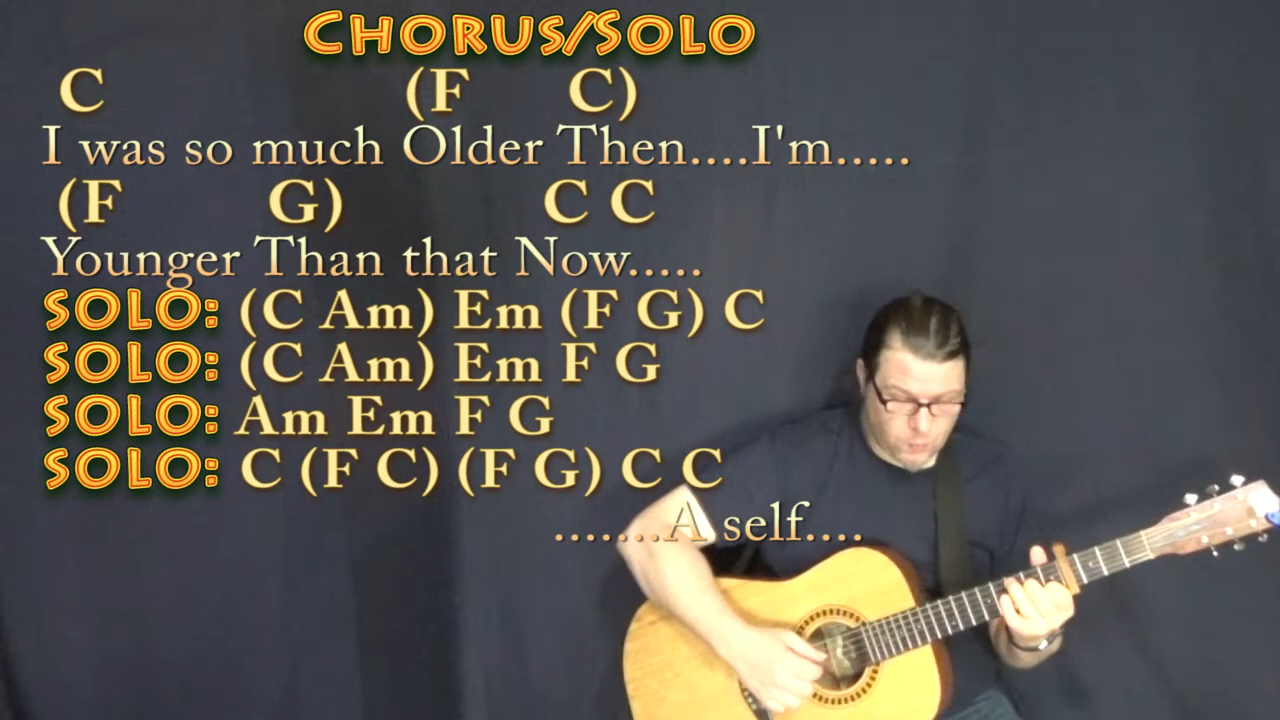 CHORUS/SOLO
C (F C)
I was so much Older Then....I'm.....
(F G) C C
Younger Than that Now.....
SOLO: (C Am) Em (F G) C
SOLO: (C Am) Em F G
SOLO: Am Em F G
SOLO: C (F C) (F G) C C
.......A self....